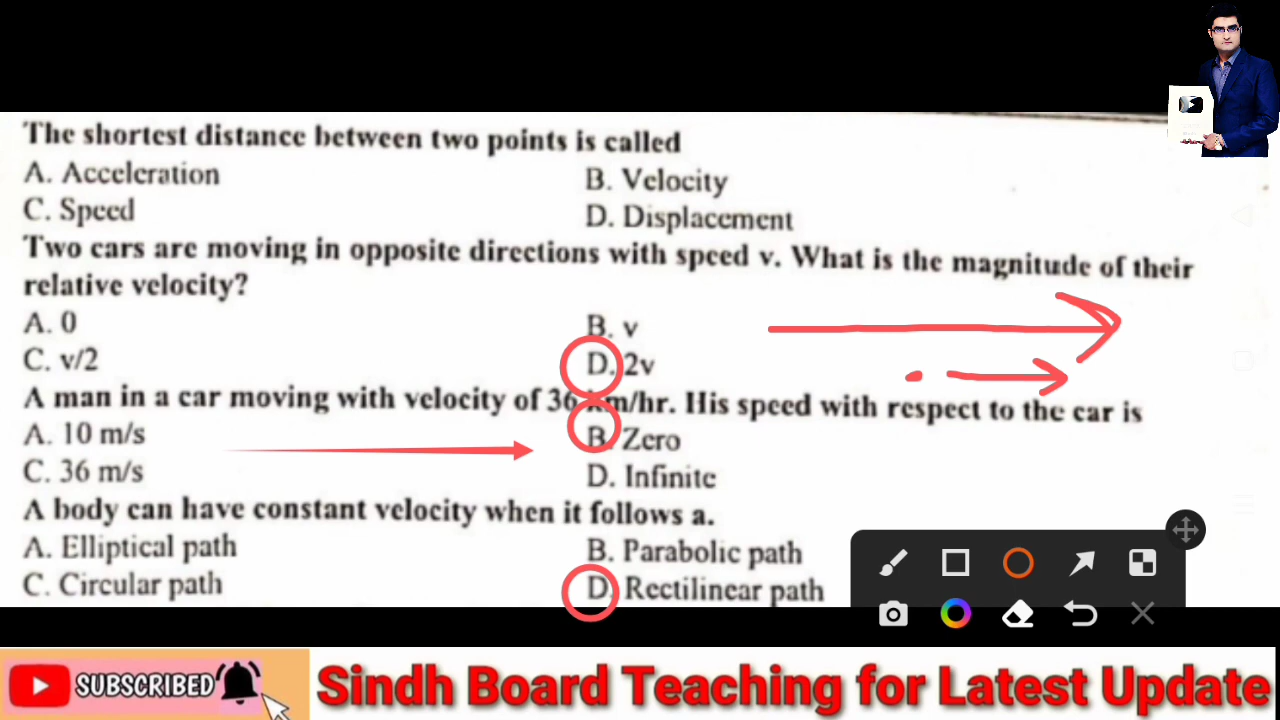 The shortest distance between two points is called
A. Acceleration B. Velocity
C. Speed D. Displacement
Two cars are moving in opposite directions with speed v. What is the magnitude of their
relative velocity?
A. 0 B. v
C. v/2 D. 2v
A man in a car moving with velocity of 36 km/hr. His speed with respect to the car is
A. 10 m/s B. Zero
C. 36 m/s D. Infinite
A body can have constant velocity when it follows a.
A. Elliptical path B. Parabolic path
C. Circular path D. Rectilinear path
SUBSCRIBED Sindh Board Teaching for Latest Update